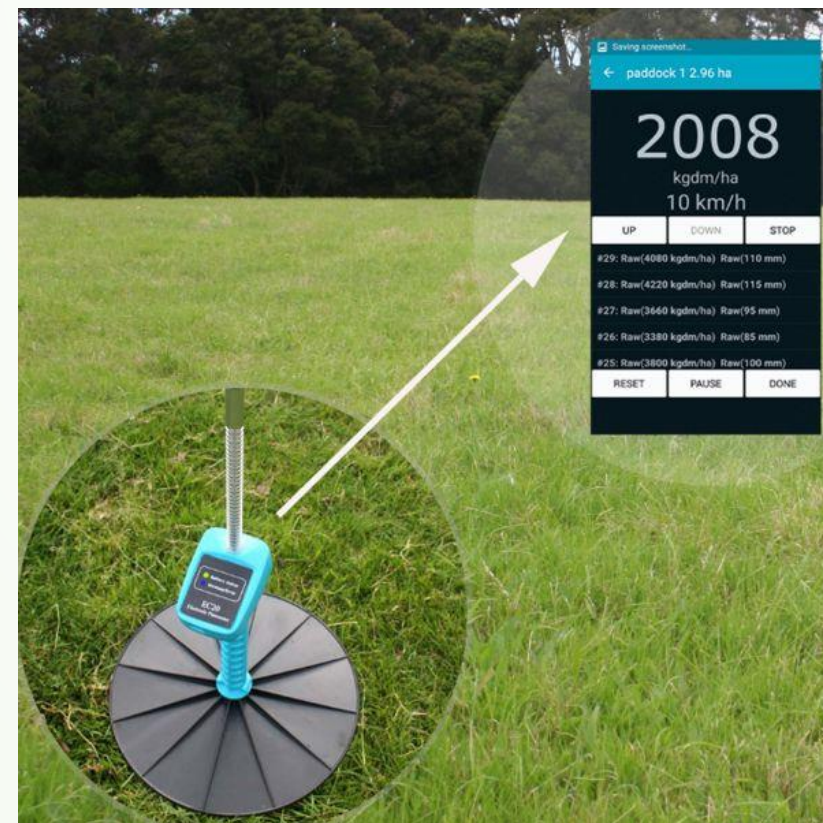 Saving screenshot...
← paddock 1 2.96 ha
2008
kgdm/ha
10 km/h
UP DOWN STOP
#29: Raw(4080 kgdm/ha) Raw(110 mm)
#28: Raw(4220 kgdm/ha) Raw(115 mm)
#27: Raw(3660 kgdm/ha) Raw(95 mm)
#26: Raw(3380 kgdm/ha) Raw(85 mm)
#25: Raw(3800 kgdm/ha) Raw(100 mm)
RESET PAUSE DONE
EC20